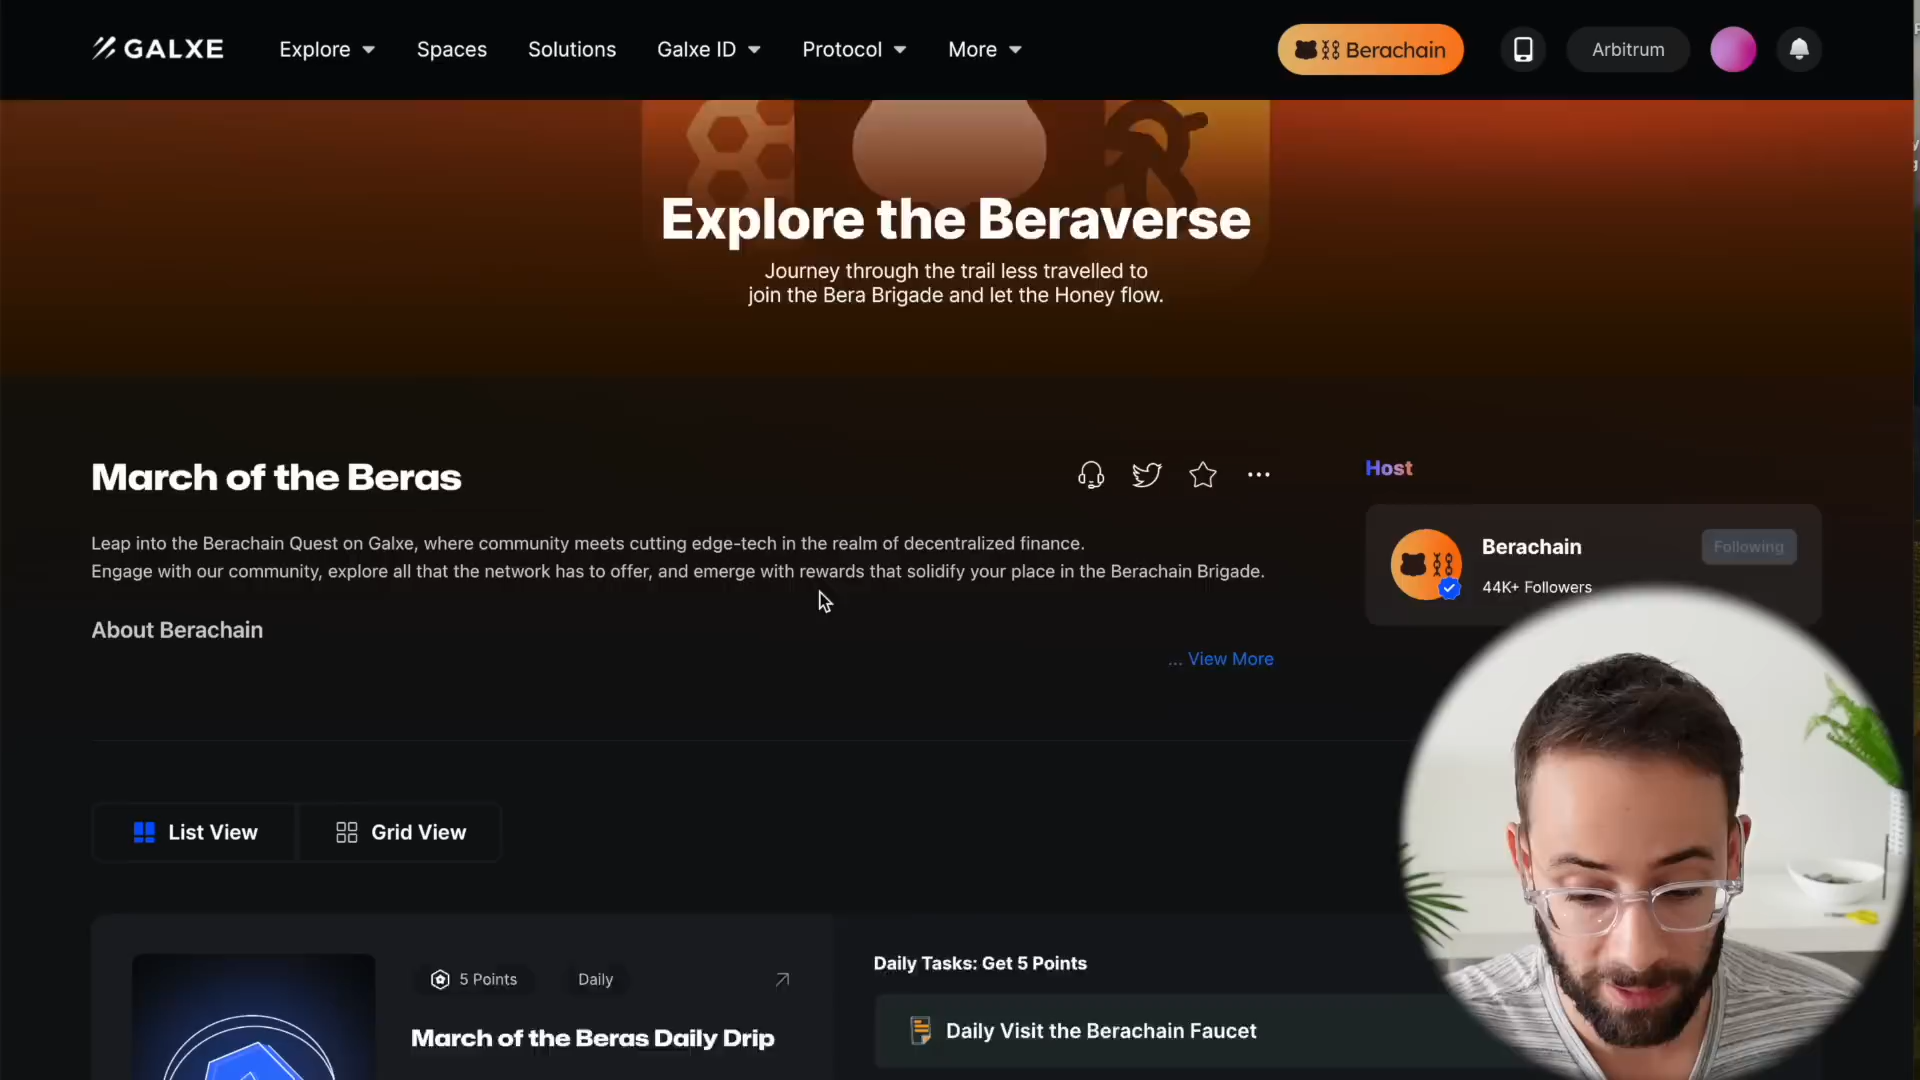 GALXE
Explore
Spaces
Solutions
Galxe ID
Protocol
More
Berachain
Arbitrum
Explore the Beraverse
Journey through the trail less travelled to
join the Bera Brigade and let the Honey flow.
March of the Beras
Leap into the Berachain Quest on Galxe, where community meets cutting edge-tech in the realm of decentralized finance.
Engage with our community, explore all that the network has to offer, and emerge with rewards that solidify your place in the Berachain Brigade.
About Berachain
... View More
Host
Berachain
Following
44K+ Followers
List View
Grid View
5 Points
Daily
March of the Beras Daily Drip
Daily Tasks: Get 5 Points
Daily Visit the Berachain Faucet